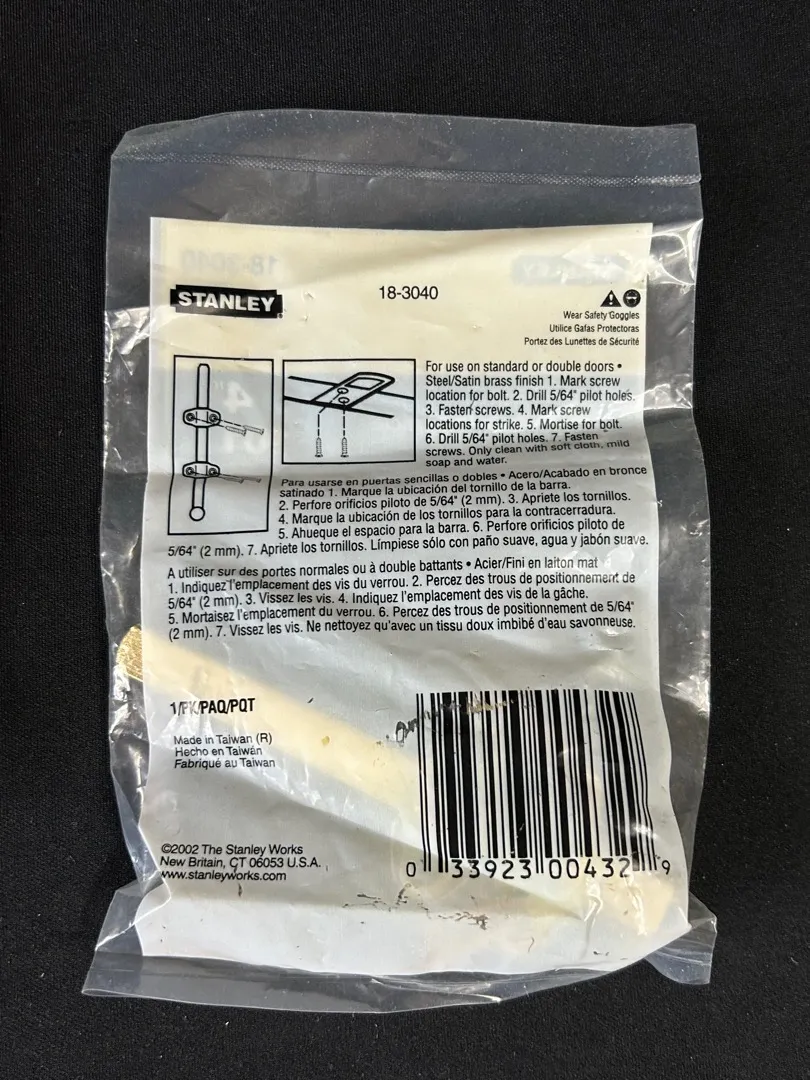 STANLEY
18-3040
Wear Safety Goggles
Utilice Gafas Protectoras
Portez des Lunettes de Sécurité
For use on standard or double doors •
Steel/Satin brass finish 1. Mark screw
location for bolt. 2. Drill 5/64" pilot holes.
3. Fasten screws. 4. Mark screw
locations for strike. 5. Mortise for bolt.
6. Drill 5/64" pilot holes. 7. Fasten
screws. Only clean with soft cloth, mild
soap and water.
Para usarse en puertas sencillas o dobles • Acero/Acabado en bronce
satinado 1. Marque la ubicación del tornillo de la barra.
2. Perfore orificios piloto de 5/64" (2 mm). 3. Apriete los tornillos.
4. Marque la ubicación de los tornillos para la contracerradura.
5. Ahueque el espacio para la barra. 6. Perfore orificios piloto de
5/64" (2 mm). 7. Apriete los tornillos. Límpiese sólo con paño suave, agua y jabón suave.
A utiliser sur des portes normales ou à double battants • Acier/Fini en laiton mat
1. Indiquez l'emplacement des vis du verrou. 2. Percez des trous de positionnement de
5/64" (2 mm). 3. Vissez les vis. 4. Indiquez l'emplacement des vis de la gâche.
5. Mortaisez l'emplacement du verrou. 6. Percez des trous de positionnement de 5/64"
(2 mm). 7. Vissez les vis. Ne nettoyez qu'avec un tissu doux imbibé d'eau savonneuse.
1/PK/PAQ/PQT
Made in Taiwan (R)
Hecho en Taiwán
Fabriqué au Taiwan
©2002 The Stanley Works
New Britain, CT 06053 U.S.A.
www.stanleyworks.com
0 33923 00432 9